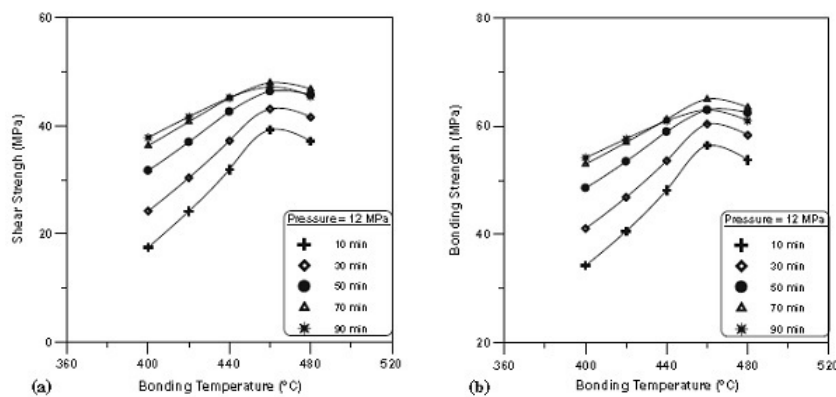 60
40
20
0
Shear Strengh (MPa)
360
400
440
480
520
Bonding Temperature (°C)
(a)
Pressure = 12 MPa
10 min
30 min
50 min
70 min
90 min
80
60
40
20
Bonding Strength (MPa)
360
400
440
480
520
Bonding Temperature (°C)
(b)
Pressure = 12 MPa
10 min
30 min
50 min
70 min
90 min